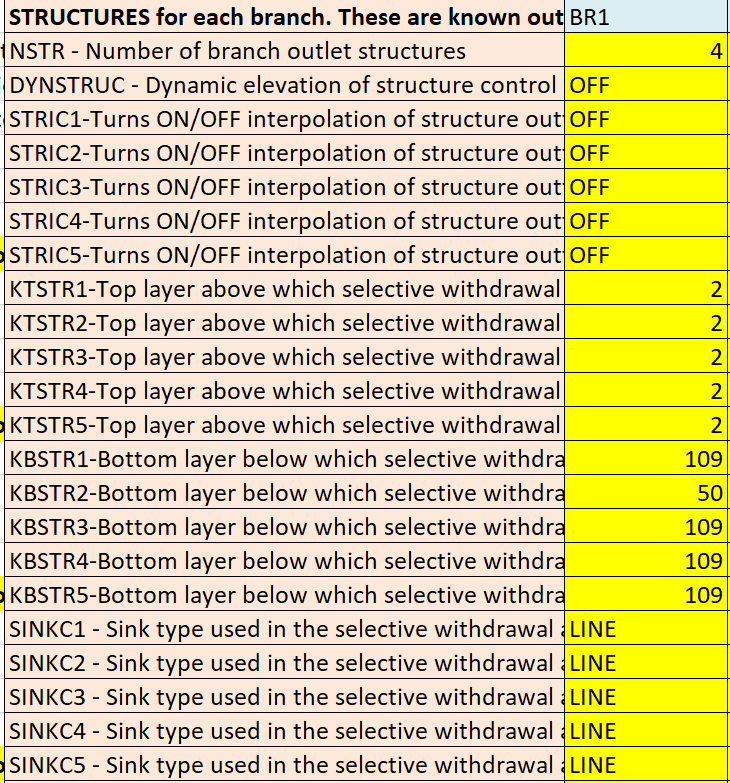 STRUCTURES for each branch. These are known out BR1
NSTR - Number of branch outlet structures 4
DYNSTRUC - Dynamic elevation of structure control OFF
STRIC1-Turns ON/OFF interpolation of structure out OFF
STRIC2-Turns ON/OFF interpolation of structure out OFF
STRIC3-Turns ON/OFF interpolation of structure out OFF
STRIC4-Turns ON/OFF interpolation of structure out OFF
STRIC5-Turns ON/OFF interpolation of structure out OFF
KTSTR1-Top layer above which selective withdrawal 2
KTSTR2-Top layer above which selective withdrawal 2
KTSTR3-Top layer above which selective withdrawal 2
KTSTR4-Top layer above which selective withdrawal 2
KTSTR5-Top layer above which selective withdrawal 2
KBSTR1-Bottom layer below which selective withdra 109
KBSTR2-Bottom layer below which selective withdra 50
KBSTR3-Bottom layer below which selective withdra 109
KBSTR4-Bottom layer below which selective withdra 109
KBSTR5-Bottom layer below which selective withdra 109
SINKC1 - Sink type used in the selective withdrawal LINE
SINKC2 - Sink type used in the selective withdrawal LINE
SINKC3 - Sink type used in the selective withdrawal LINE
SINKC4 - Sink type used in the selective withdrawal LINE
SINKC5 - Sink type used in the selective withdrawal LINE